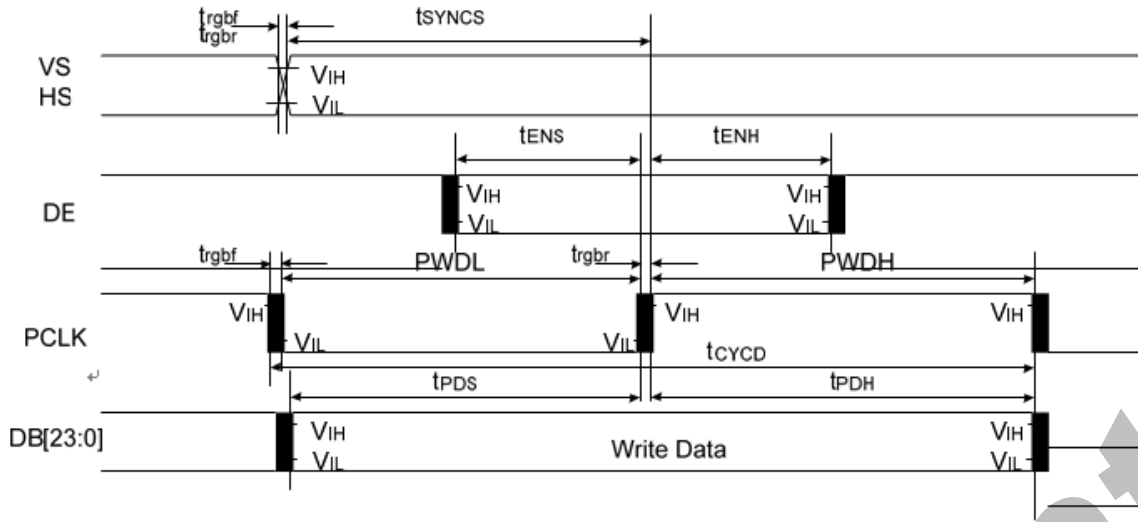 trgbf
trgbr
tSYNCS
VS
HS
VIH
VIL
tENS
tENH
DE
VIH
VIL
VIH
VIL
trgbf
PWDL
trgbr
PWDH
PCLK
VIH
VIL
VIL
VIH
VIH
tCYCD
tPDS
tPDH
DB[23:0]
VIH
VIL
Write Data
VIH
VIL